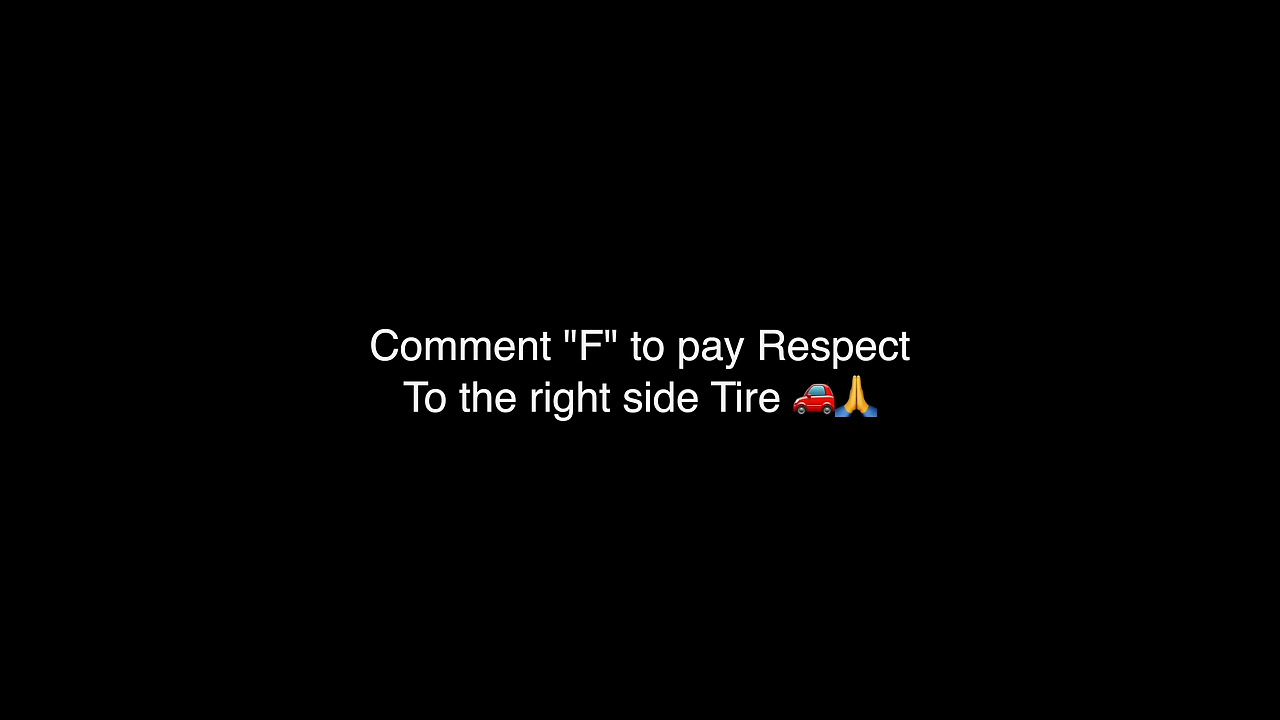 Comment "F" to pay Respect
To the right side Tire 🚗🙏